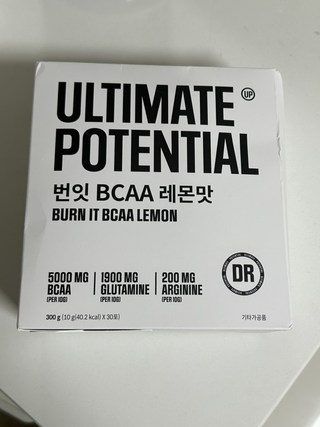 ULTIMATE UP
POTENTIAL
번잇 BCAA 레몬맛
BURN IT BCAA LEMON
5000 MG 1900 MG 200 MG
BCAA GLUTAMINE ARGININE
(PER 10G) (PER 10G) (PER 10G)
DR
300 g (10 g(40.2 kcal) X 30포) 기타가공품